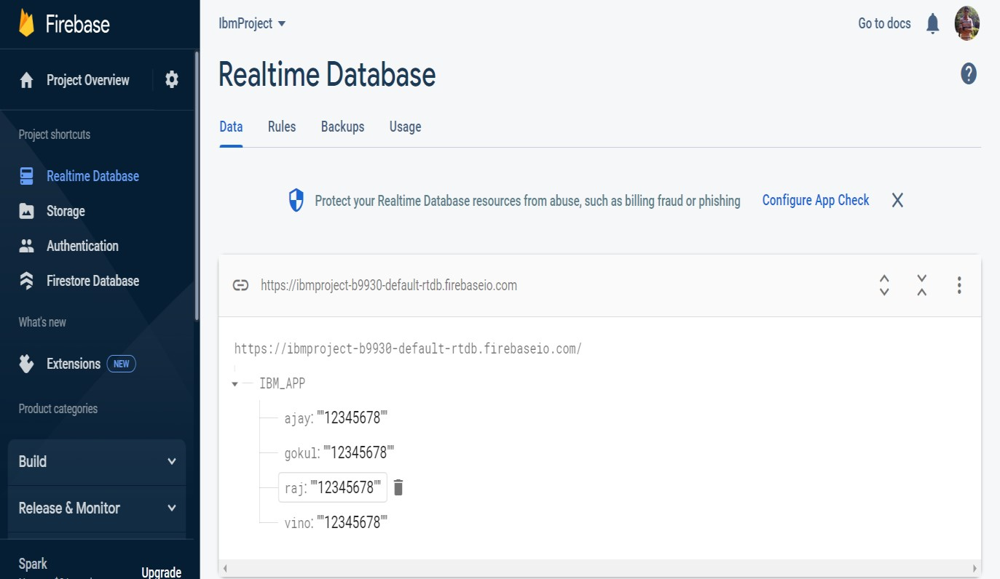 Firebase
Project Overview
Project shortcuts
Realtime Database
Storage
Authentication
Firestore Database
What's new
Extensions NEW
Product categories
Build
Release & Monitor
Spark
Upgrade
IbmProject
Go to docs
Realtime Database
?
Data Rules Backups Usage
Protect your Realtime Database resources from abuse, such as billing fraud or phishing Configure App Check
https://ibmproject-b9930-default-rtdb.firebaseio.com
https://ibmproject-b9930-default-rtdb.firebaseio.com/
IBM_APP
ajay: ""12345678""
gokul: ""12345678""
raj: ""12345678""
vino: ""12345678""